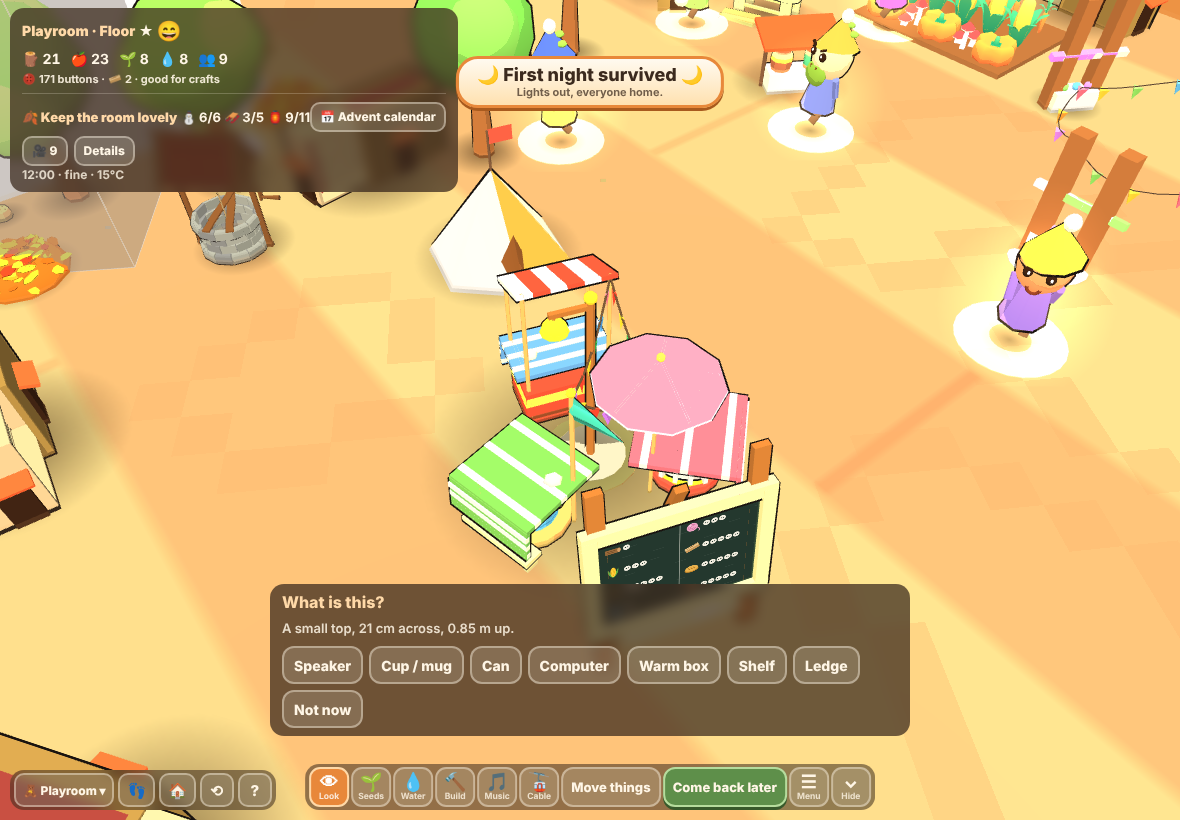 Playroom · Floor ★
21 23 8 8 9
171 buttons · 2 · good for crafts
Keep the room lovely 6/6 3/5 9/11
Advent calendar
9
Details
12:00 · fine · 15°C
First night survived
Lights out, everyone home.
What is this?
A small top, 21 cm across, 0.85 m up.
Speaker
Cup / mug
Can
Computer
Warm box
Shelf
Ledge
Not now
Playroom ▾
?
Look
Seeds
Water
Build
Music
Cable
Move things
Come back later
Menu
Hide